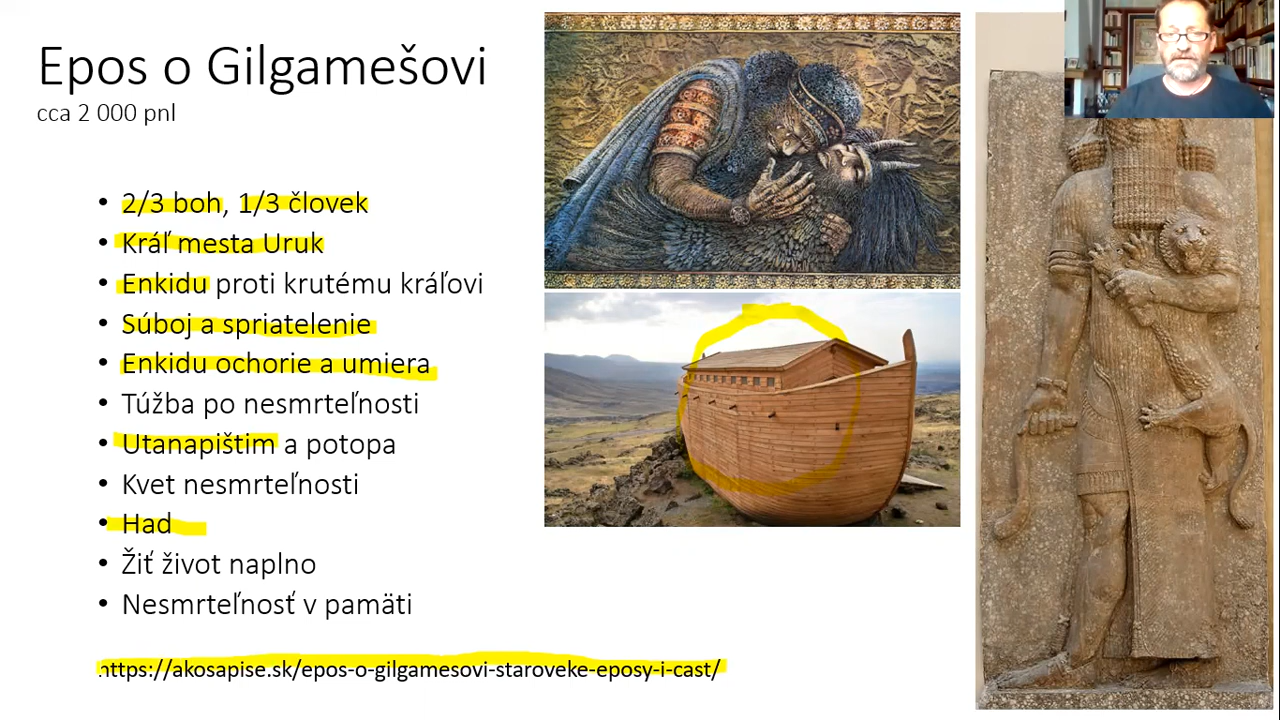 Epos o Gilgamešovi
cca 2 000 pnl
• 2/3 boh, 1/3 človek
• Kráľ mesta Uruk
• Enkidu proti krutému kráľovi
• Súboj a spriatelenie
• Enkidu ochorie a umiera
• Túžba po nesmrteľnosti
• Utanapištim a potopa
• Kvet nesmrteľnosti
• Had
• Žiť život naplno
• Nesmrteľnosť v pamäti
https://akosapise.sk/epos-o-gilgamesovi-staroveke-eposy-i-cast/